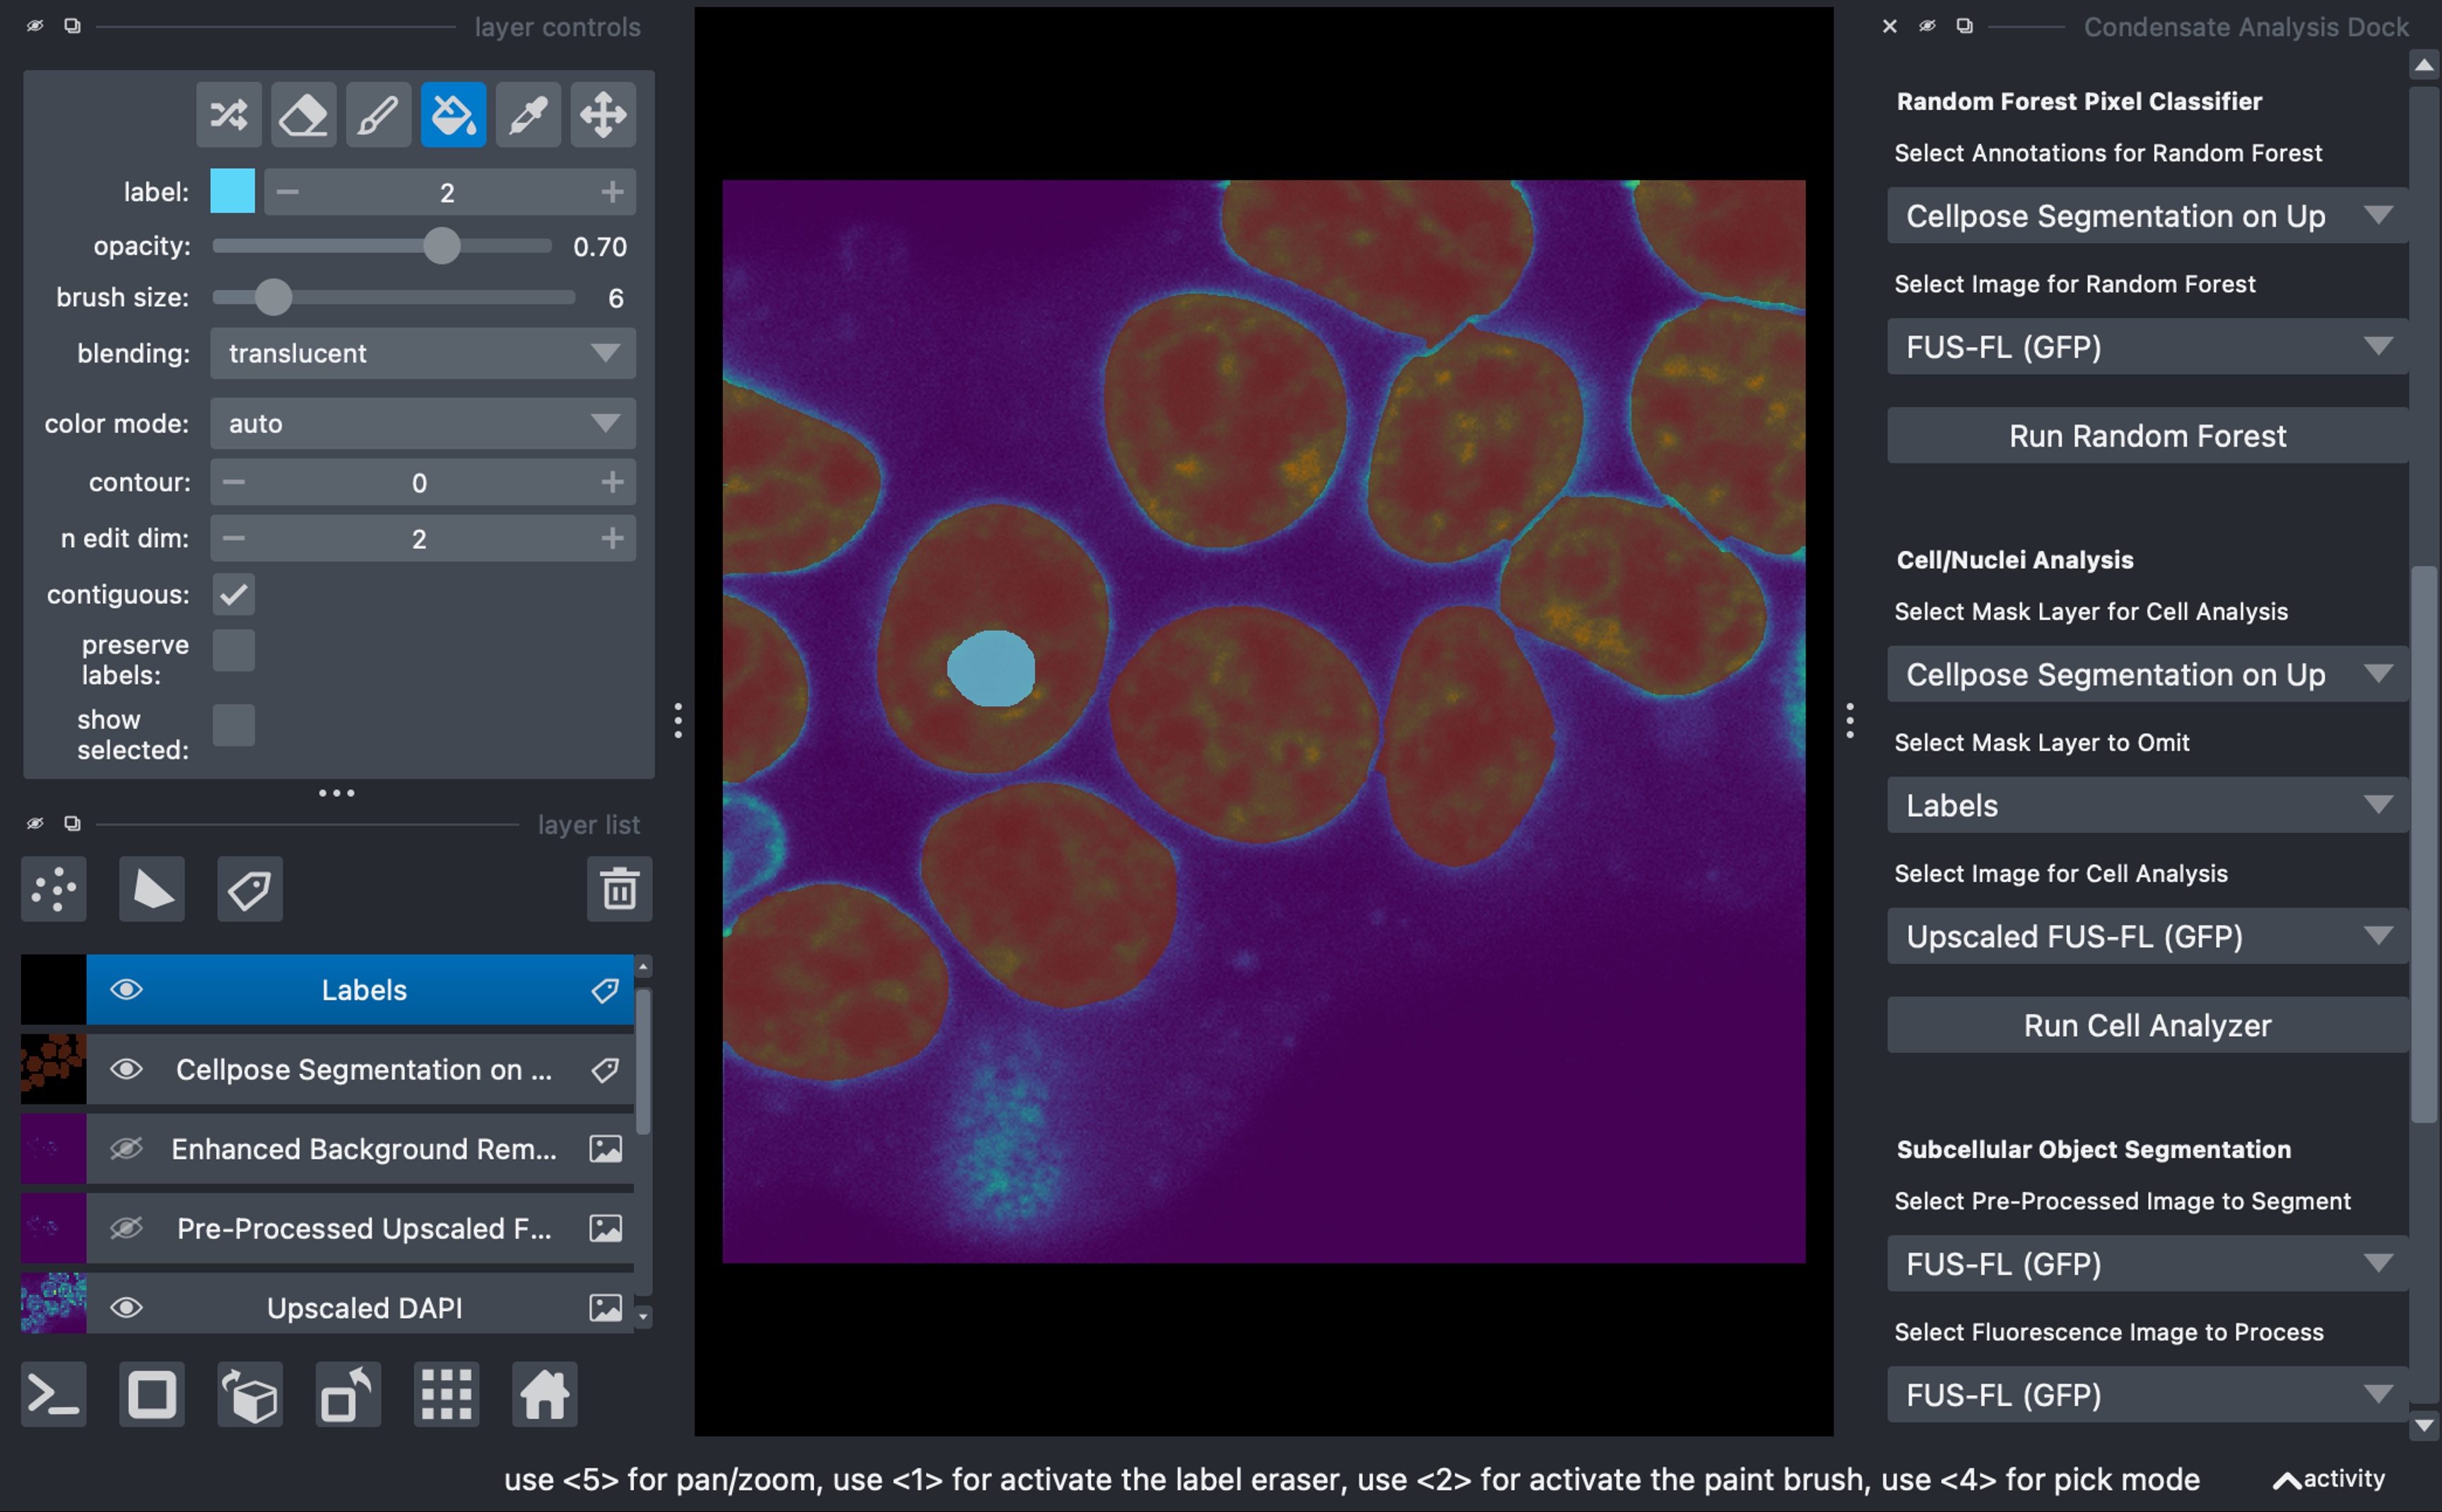 layer controls
label:
2
opacity:
0.70
brush size:
6
blending:
translucent
color mode:
auto
contour:
0
n edit dim:
2
contiguous:
preserve
labels:
show
selected:
layer list
Labels
Cellpose Segmentation on ...
Enhanced Background Rem...
Pre-Processed Upscaled F...
Upscaled DAPI
Condensate Analysis Dock
Random Forest Pixel Classifier
Select Annotations for Random Forest
Cellpose Segmentation on Up
Select Image for Random Forest
FUS-FL (GFP)
Run Random Forest
Cell/Nuclei Analysis
Select Mask Layer for Cell Analysis
Cellpose Segmentation on Up
Select Mask Layer to Omit
Labels
Select Image for Cell Analysis
Upscaled FUS-FL (GFP)
Run Cell Analyzer
Subcellular Object Segmentation
Select Pre-Processed Image to Segment
FUS-FL (GFP)
Select Fluorescence Image to Process
FUS-FL (GFP)
use <5> for pan/zoom, use <1> for activate the label eraser, use <2> for activate the paint brush, use <4> for pick mode
activity